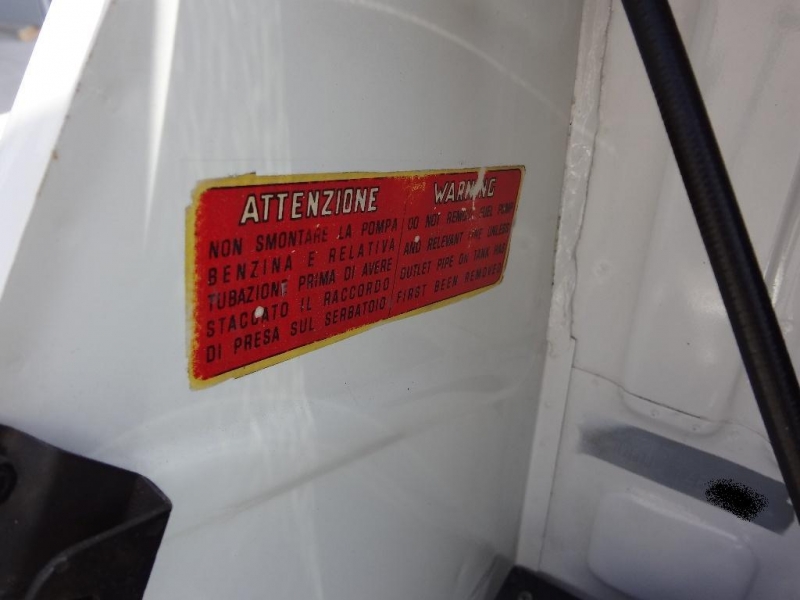 ATTENZIONE
NON SMONTARE LA POMPA
BENZINA E RELATIVA
TUBAZIONE PRIMA DI AVERE
STACCATO IL RACCORDO
DI PRESA SUL SERBATOIO
WARNING
DO NOT REMOVE FUEL PUMP
AND RELEVANT PIPE UNLESS
OUTLET PIPE ON TANK HAS
FIRST BEEN REMOVED